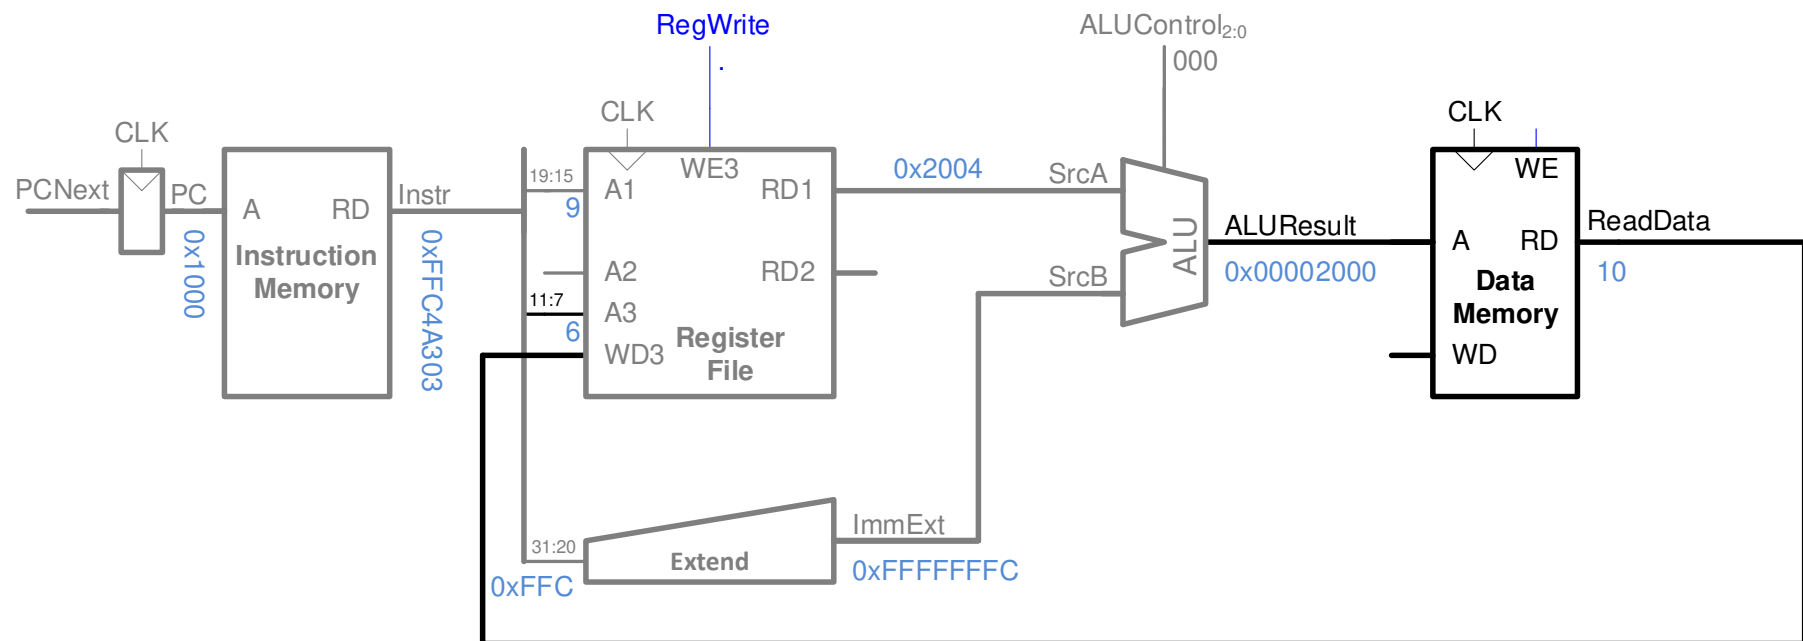 RegWrite
.
ALUControl2:0
000
CLK
CLK
CLK
PCNext
PC
0x1000
A
RD
Instruction
Memory
Instr
0xFFC4A303
19:15
9
A1
WE3
RD1
0x2004
SrcA
A2
RD2
11:7
6
A3
WD3
Register
File
SrcB
ALU
ALUResult
0x00002000
WE
A
RD
Data
Memory
WD
ReadData
10
31:20
0xFFC
Extend
ImmExt
0xFFFFFFFC